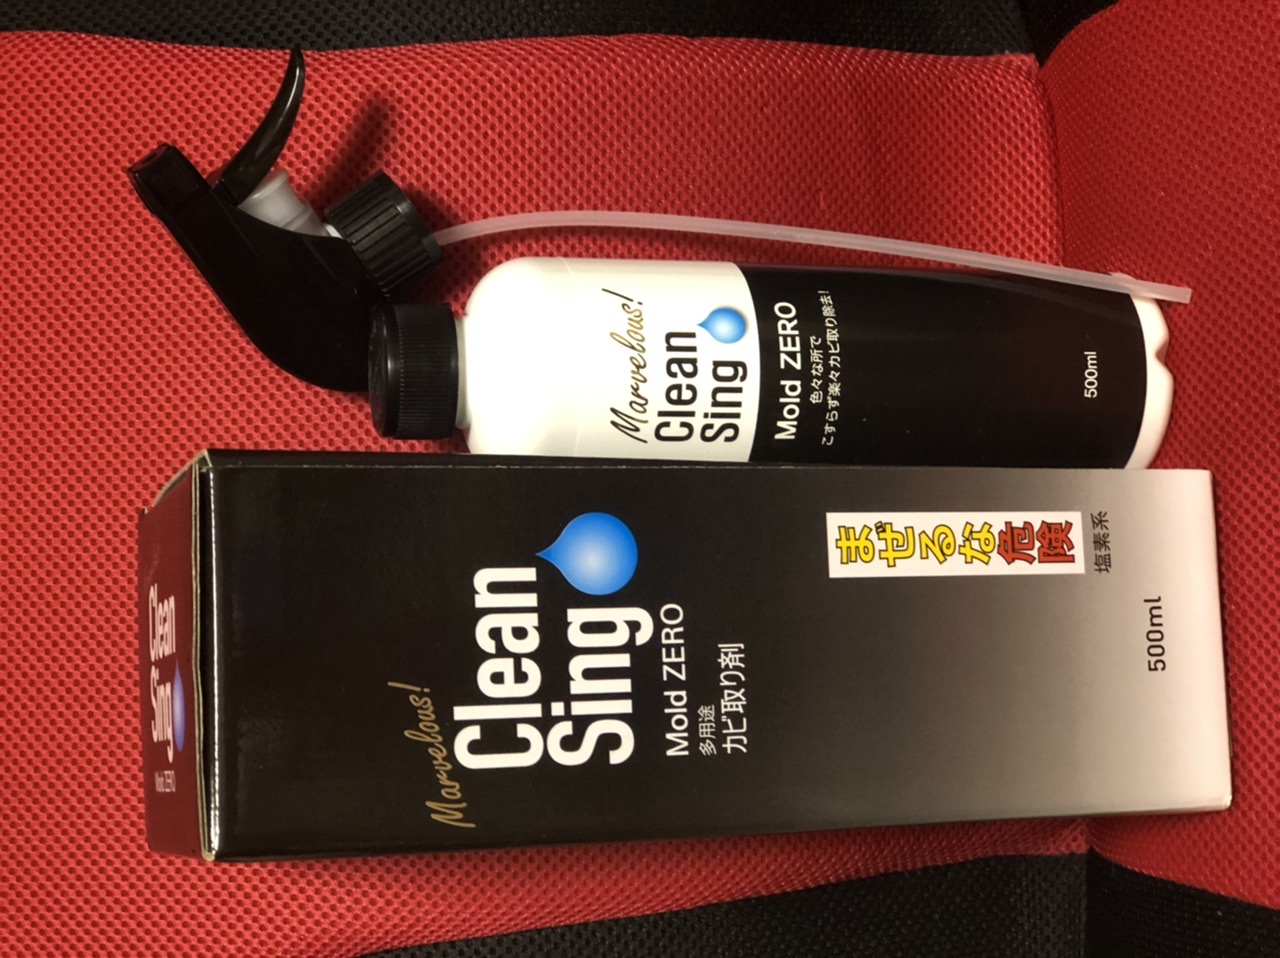 Marvelous!
Clean
Sing
Mold ZERO
色々な所で
こすらず楽々カビ取り除去!
500ml
Marvelous!
Clean
Sing
Mold ZERO
多用途
カビ取り剤
まぜるな危険
塩素系
500ml
Clean
Sing
Mold ZERO